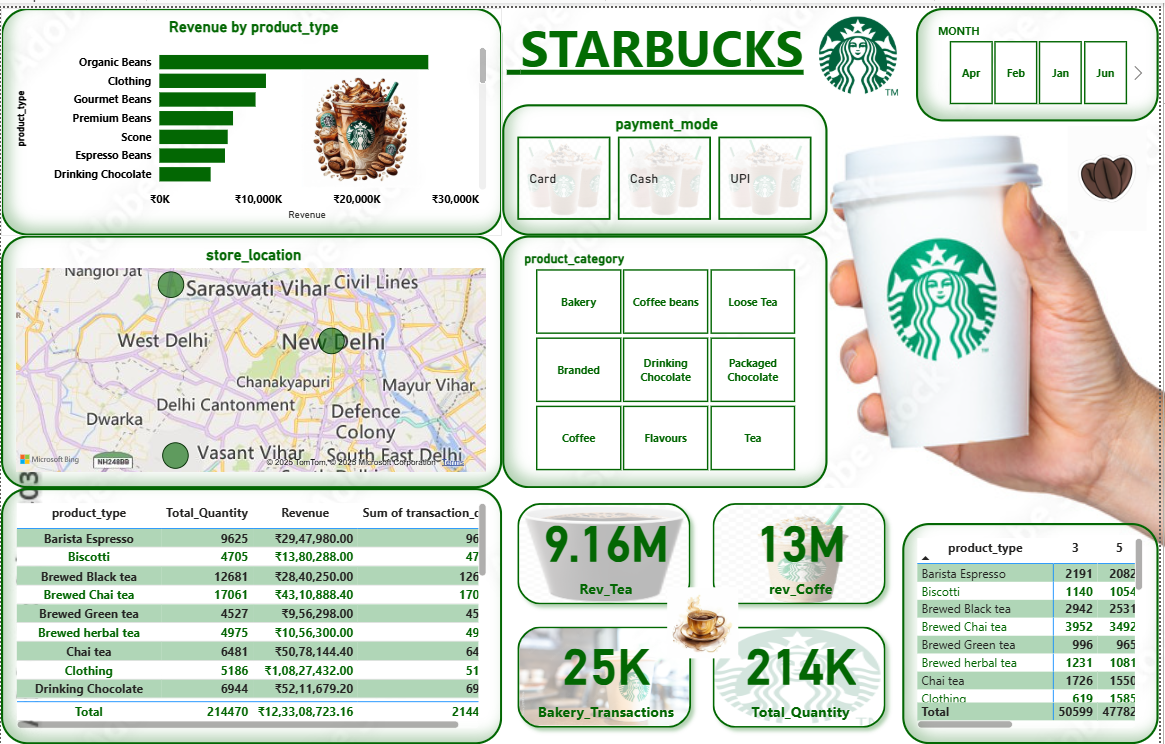 Revenue by product_type
product_type
Organic Beans
Clothing
Gourmet Beans
Premium Beans
Scone
Espresso Beans
Drinking Chocolate
₹0K ₹10,000K ₹20,000K ₹30,000K
Revenue
STARBUCKS
TM
MONTH
Apr Feb Jan Jun
payment_mode
Card Cash UPI
store_location
Nangloi Jat
Saraswati Vihar
Civil Lines
West Delhi
New Delhi
Chanakyapuri
Mayur Vihar
Delhi Cantonment
Dwarka
Defence
Colony
Vasant Vihar
South East Delhi
Microsoft Bing
NH248BB
© 2025 TomTom, © 2025 Microsoft Corporation Terms
product_category
Bakery Coffee beans Loose Tea
Branded Drinking Chocolate Packaged Chocolate
Coffee Flavours Tea
03
product_type Total_Quantity Revenue Sum of transaction_
Barista Espresso 9625 ₹29,47,980.00 96
Biscotti 4705 ₹13,80,288.00 47
Brewed Black tea 12681 ₹28,40,250.00 126
Brewed Chai tea 17061 ₹43,10,888.40 170
Brewed Green tea 4527 ₹9,56,298.00 45
Brewed herbal tea 4975 ₹10,56,300.00 49
Chai tea 6481 ₹50,78,144.40 64
Clothing 5186 ₹1,08,27,432.00 51
Drinking Chocolate 6944 ₹52,11,679.20 69
Total 214470 ₹12,33,08,723.16 2144
9.16M
Rev_Tea
13M
rev_Coffe
25K
Bakery_Transactions
214K
Total_Quantity
product_type 3 5
Barista Espresso 2191 2082
Biscotti 1140 1054
Brewed Black tea 2942 2531
Brewed Chai tea 3952 3492
Brewed Green tea 996 965
Brewed herbal tea 1231 1081
Chai tea 1726 1550
Clothing 619 1585
Total 50599 47782